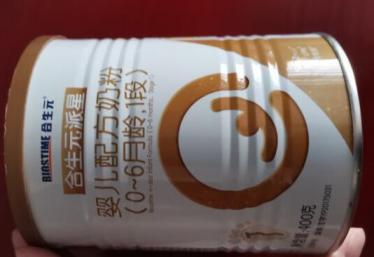 BIOSTIME 合生元
合生元派星
婴儿配方奶粉
(0~6月龄,1段)
1
净含量:400克